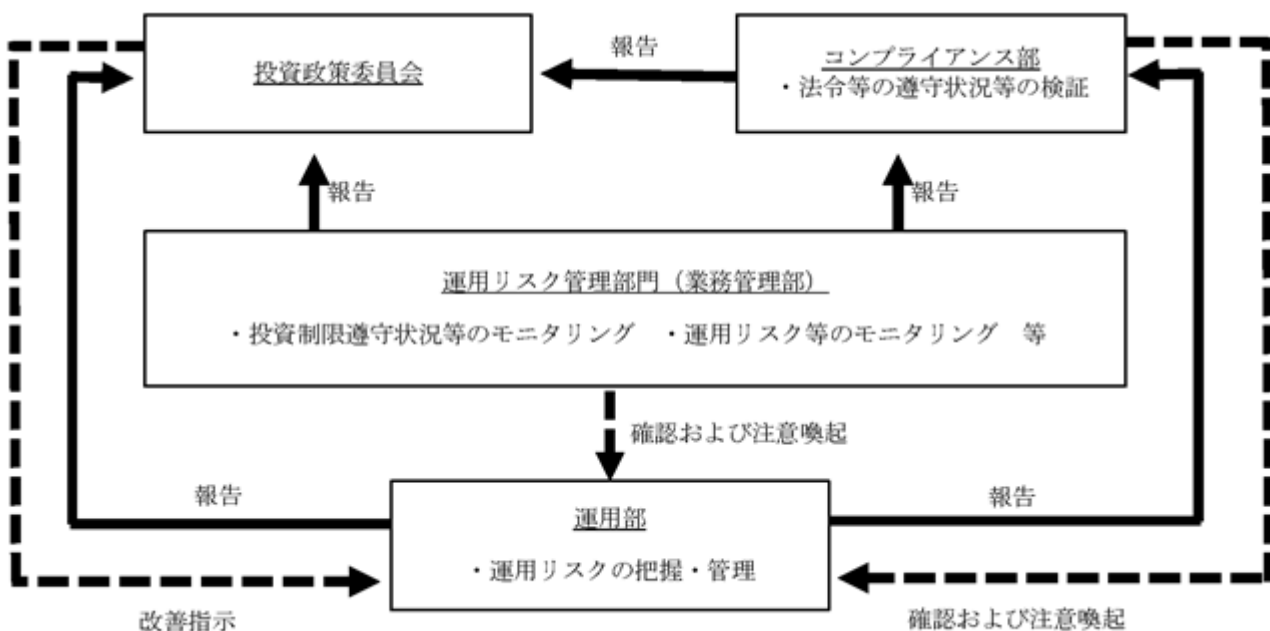 報告
投資政策委員会
コンプライアンス部
・法令等の遵守状況等の検証
報告
報告
運用リスク管理部門（業務管理部）
・投資制限遵守状況等のモニタリング　・運用リスク等のモニタリング　等
確認および注意喚起
報告
報告
運用部
・運用リスクの把握・管理
改善指示
確認および注意喚起